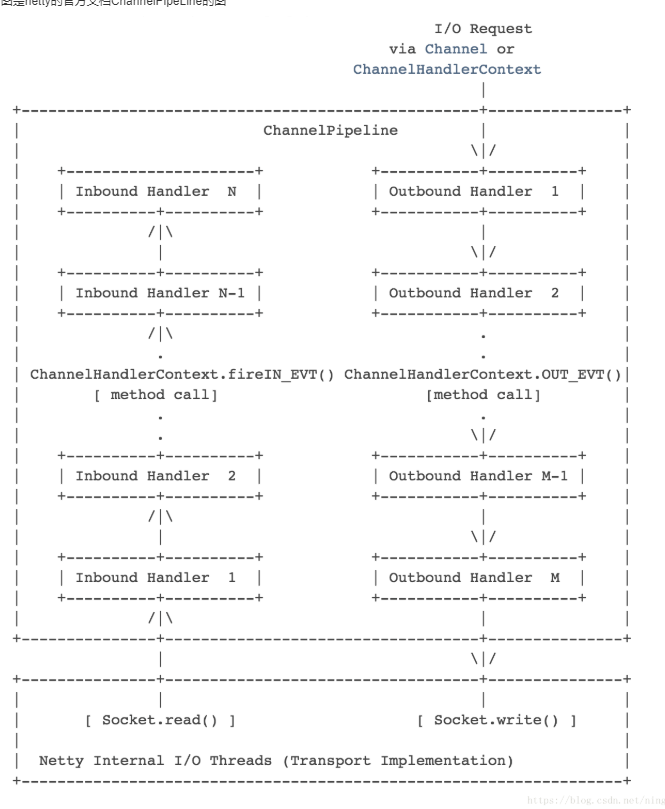 图是netty的官方文档ChannelPipeLine的图
I/O Request
via Channel or
ChannelHandlerContext
|
+---------------------------------------------------+---------------+
|                           ChannelPipeline         |               |
|                                                  \|/              |
|    +---------------------+            +-----------+----------+    |
|    | Inbound Handler  N  |            | Outbound Handler  1  |    |
|    +----------+----------+            +-----------+----------+    |
|              /|\                                  |               |
|               |                                  \|/              |
|    +----------+----------+            +-----------+----------+    |
|    | Inbound Handler N-1 |            | Outbound Handler  2  |    |
|    +----------+----------+            +-----------+----------+    |
|              /|\                                  .               |
|               .                                   .               |
| ChannelHandlerContext.fireIN_EVT() ChannelHandlerContext.OUT_EVT()|
|        [ method call]                       [method call]         |
|               .                                   .               |
|               .                                  \|/              |
|    +----------+----------+            +-----------+----------+    |
|    | Inbound Handler  2  |            | Outbound Handler M-1 |    |
|    +----------+----------+            +-----------+----------+    |
|              /|\                                  |               |
|               |                                  \|/              |
|    +----------+----------+            +-----------+----------+    |
|    | Inbound Handler  1  |            | Outbound Handler  M  |    |
|    +----------+----------+            +-----------+----------+    |
|              /|\                                  |               |
+---------------+-----------------------------------+---------------+
|                                  \|/
+---------------+-----------------------------------+---------------+
|               |                                   |               |
|       [ Socket.read() ]                    [ Socket.write() ]     |
|                                                                   |
|  Netty Internal I/O Threads (Transport Implementation)            |
+-------------------------------------------------------------------+
https://blog.csdn.net/ning